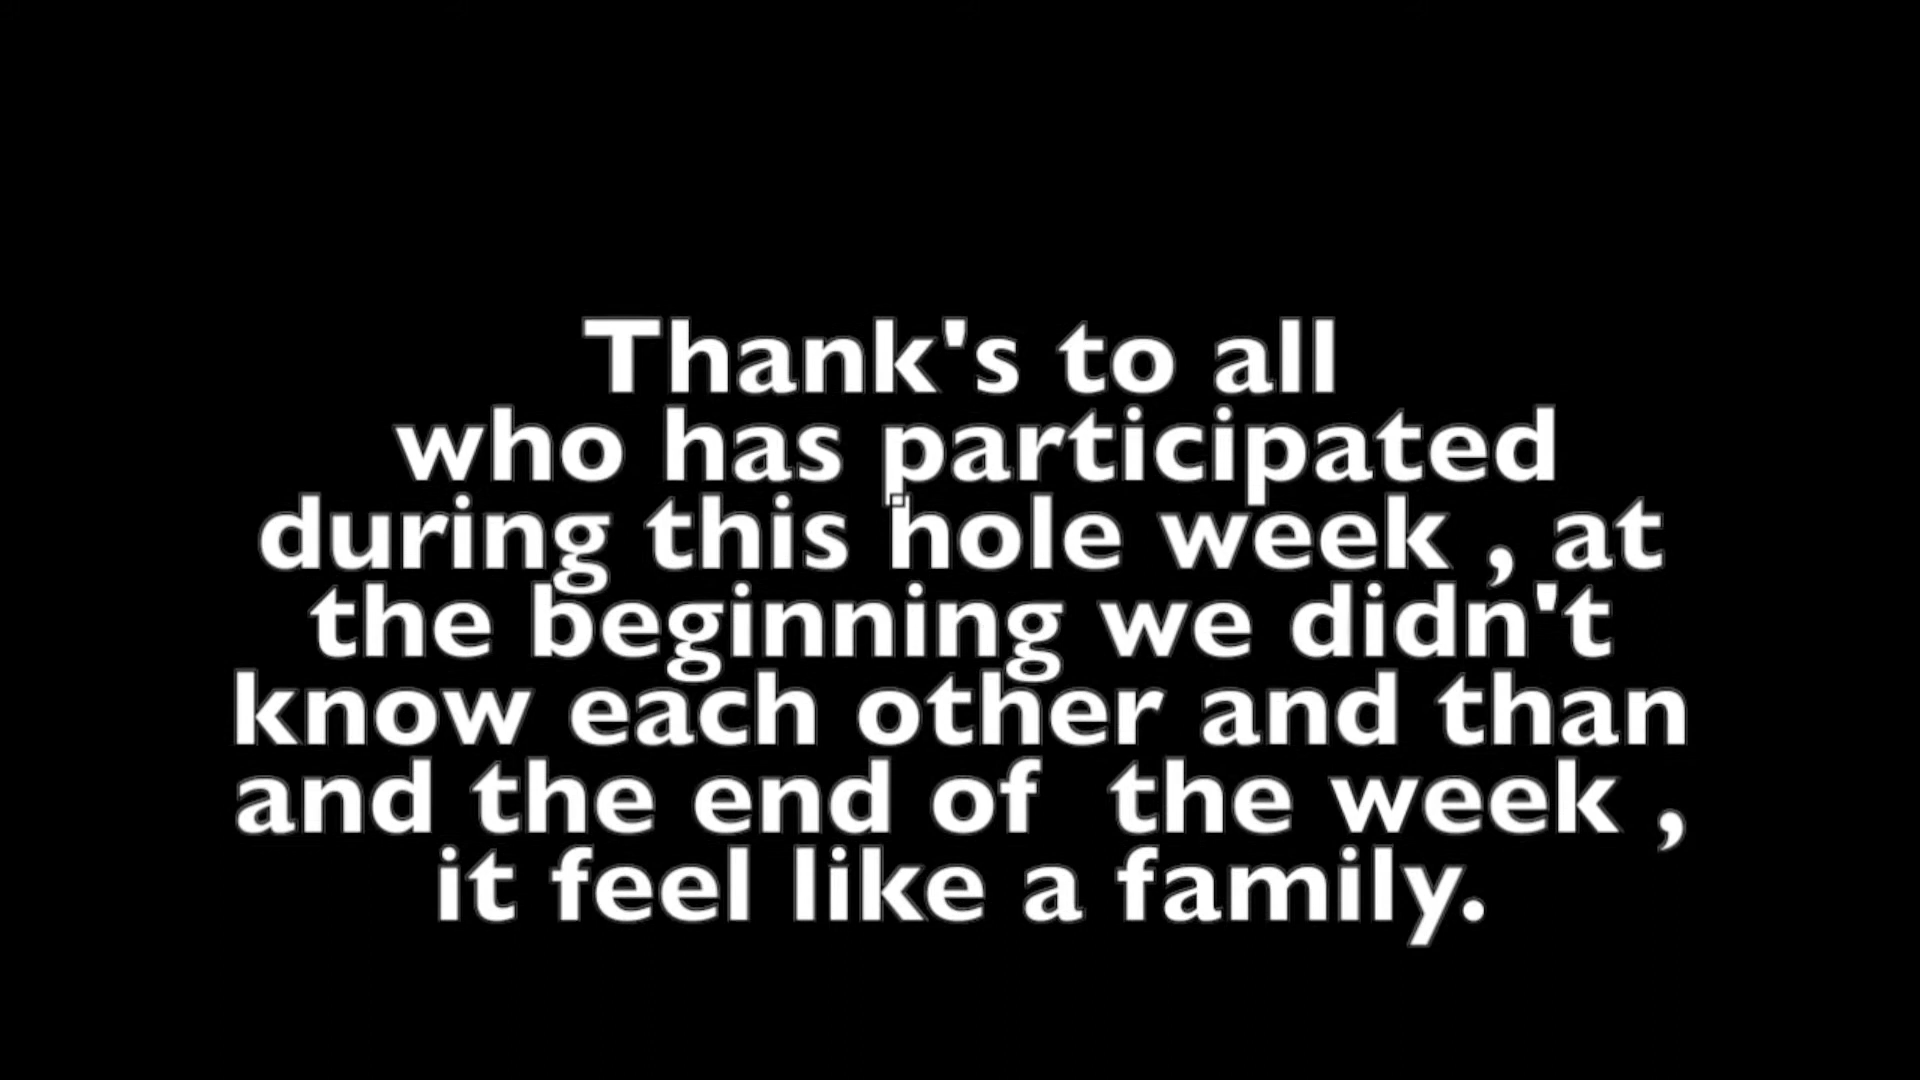 Thank's to all
who has participated
during this hole week , at
the beginning we didn't
know each other and than
and the end of  the week ,
it feel like a family.